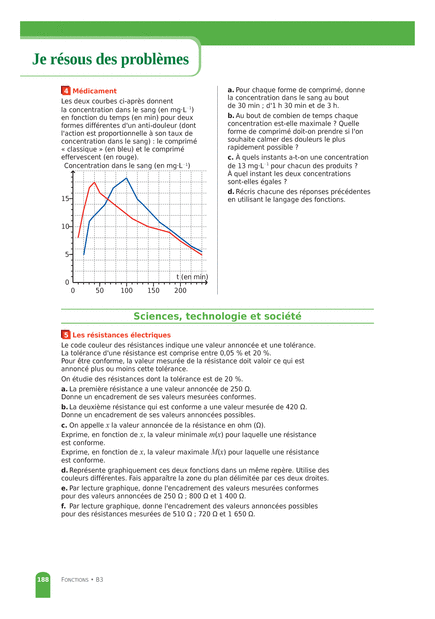 Je résous des problèmes
4 Médicament
Les deux courbes ci-après donnent
la concentration dans le sang (en mg·L⁻¹)
en fonction du temps (en min) pour deux
formes différentes d'un anti-douleur (dont
l'action est proportionnelle à son taux de
concentration dans le sang) : le comprimé
« classique » (en bleu) et le comprimé
effervescent (en rouge).
Concentration dans le sang (en mg·L⁻¹)
15
10
5
0
t (en min)
0 50 100 150 200
a. Pour chaque forme de comprimé, donne
la concentration dans le sang au bout
de 30 min ; d'1 h 30 min et de 3 h.
b. Au bout de combien de temps chaque
concentration est-elle maximale ? Quelle
forme de comprimé doit-on prendre si l'on
souhaite calmer des douleurs le plus
rapidement possible ?
c. À quels instants a-t-on une concentration
de 13 mg·L⁻¹ pour chacun des produits ?
À quel instant les deux concentrations
sont-elles égales ?
d. Récris chacune des réponses précédentes
en utilisant le langage des fonctions.
Sciences, technologie et société
5 Les résistances électriques
Le code couleur des résistances indique une valeur annoncée et une tolérance.
La tolérance d'une résistance est comprise entre 0,05 % et 20 %.
Pour être conforme, la valeur mesurée de la résistance doit valoir ce qui est
annoncé plus ou moins cette tolérance.
On étudie des résistances dont la tolérance est de 20 %.
a. La première résistance a une valeur annoncée de 250 Ω.
Donne un encadrement de ses valeurs mesurées conformes.
b. La deuxième résistance qui est conforme a une valeur mesurée de 420 Ω.
Donne un encadrement de ses valeurs annoncées possibles.
c. On appelle x la valeur annoncée de la résistance en ohm (Ω).
Exprime, en fonction de x, la valeur minimale m(x) pour laquelle une résistance
est conforme.
Exprime, en fonction de x, la valeur maximale M(x) pour laquelle une résistance
est conforme.
d. Représente graphiquement ces deux fonctions dans un même repère. Utilise des
couleurs différentes. Fais apparaître la zone du plan délimitée par ces deux droites.
e. Par lecture graphique, donne l'encadrement des valeurs mesurées conformes
pour des valeurs annoncées de 250 Ω ; 800 Ω et 1 400 Ω.
f. Par lecture graphique, donne l'encadrement des valeurs annoncées possibles
pour des résistances mesurées de 510 Ω ; 720 Ω et 1 650 Ω.
188 Fonctions • B3